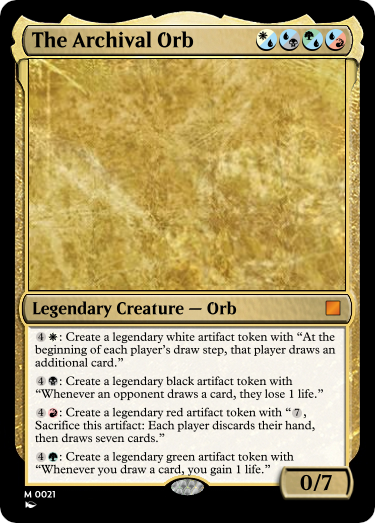 The Archival Orb
Legendary Creature — Orb
4: Create a legendary white artifact token with “At the
beginning of each player’s draw step, that player draws an
additional card.”
4: Create a legendary black artifact token with
“Whenever an opponent draws a card, they lose 1 life.”
4: Create a legendary red artifact token with “7,
Sacrifice this artifact: Each player discards their hand,
then draws seven cards.”
4: Create a legendary green artifact token with
“Whenever you draw a card, you gain 1 life.”
0/7
M 0021